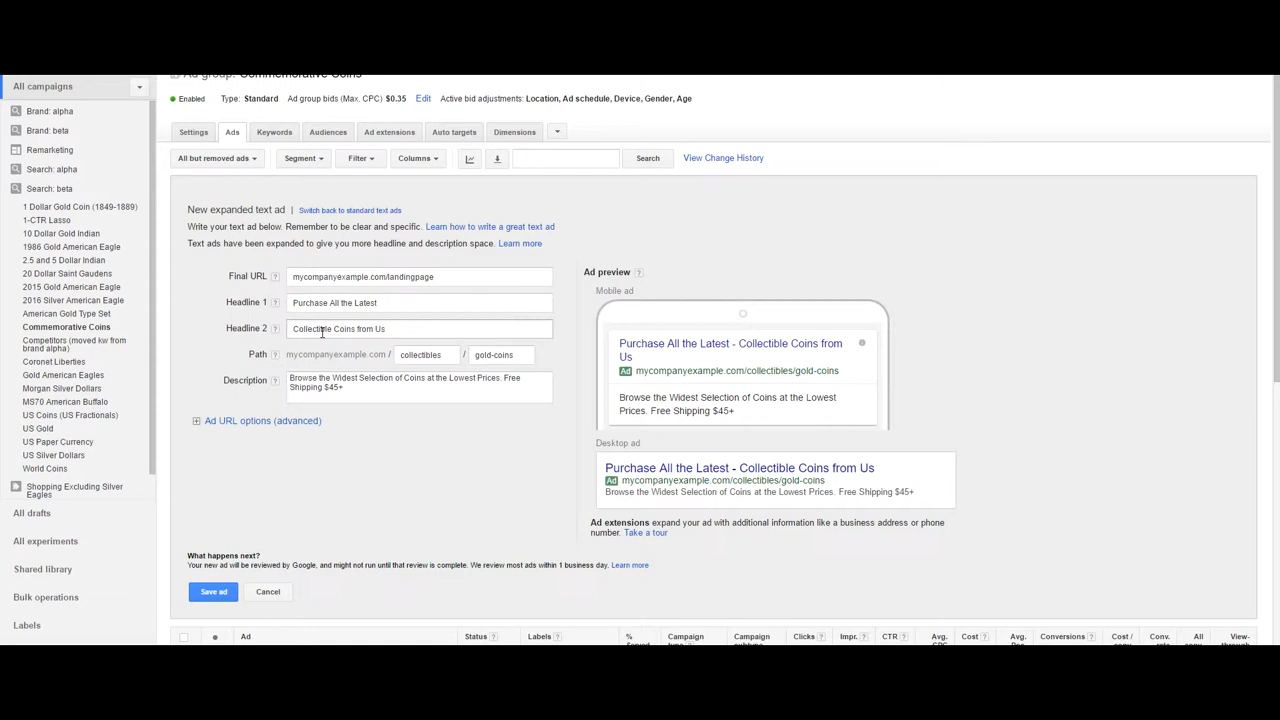 Ad group: Commemorative Coins
All campaigns
Enabled Type: Standard Ad group bids (Max. CPC) $0.35 Edit Active bid adjustments: Location, Ad schedule, Device, Gender, Age
Brand: alpha
Brand: beta
Remarketing
Search: alpha
Search: beta
1 Dollar Gold Coin (1849-1889)
1-CTR Lasso
10 Dollar Gold Indian
1986 Gold American Eagle
2.5 and 5 Dollar Indian
20 Dollar Saint Gaudens
2015 Gold American Eagle
2016 Silver American Eagle
American Gold Type Set
Commemorative Coins
Competitors (moved kw from
brand alpha)
Coronet Liberties
Gold American Eagles
Morgan Silver Dollars
MS70 American Buffalo
US Coins (US Fractionals)
US Gold
US Paper Currency
US Silver Dollars
World Coins
Shopping Excluding Silver
Eagles
All drafts
All experiments
Shared library
Bulk operations
Labels
Settings Ads Keywords Audiences Ad extensions Auto targets Dimensions
All but removed ads Segment Filter Columns Search View Change History
New expanded text ad | Switch back to standard text ads
Write your text ad below. Remember to be clear and specific. Learn how to write a great text ad
Text ads have been expanded to give you more headline and description space. Learn more
Final URL ? mycompanyexample.com/landingpage
Headline 1 ? Purchase All the Latest
Headline 2 ? Collectible Coins from Us
Path ? mycompanyexample.com / collectibles / gold-coins
Description ? Browse the Widest Selection of Coins at the Lowest Prices. Free
Shipping $45+
Ad URL options (advanced)
Ad preview ?
Mobile ad
Purchase All the Latest - Collectible Coins from
Us
Ad mycompanyexample.com/collectibles/gold-coins
Browse the Widest Selection of Coins at the Lowest
Prices. Free Shipping $45+
Desktop ad
Purchase All the Latest - Collectible Coins from Us
Ad mycompanyexample.com/collectibles/gold-coins
Browse the Widest Selection of Coins at the Lowest Prices. Free Shipping $45+
Ad extensions expand your ad with additional information like a business address or phone
number. Take a tour
What happens next?
Your new ad will be reviewed by Google, and might not run until that review is complete. We review most ads within 1 business day. Learn more
Save ad Cancel
Ad Status ? Labels ? % Campaign Campaign Clicks ? Impr. ? CTR ? Avg. Cost ? Avg. Conversions ? Cost / Conv. All View-